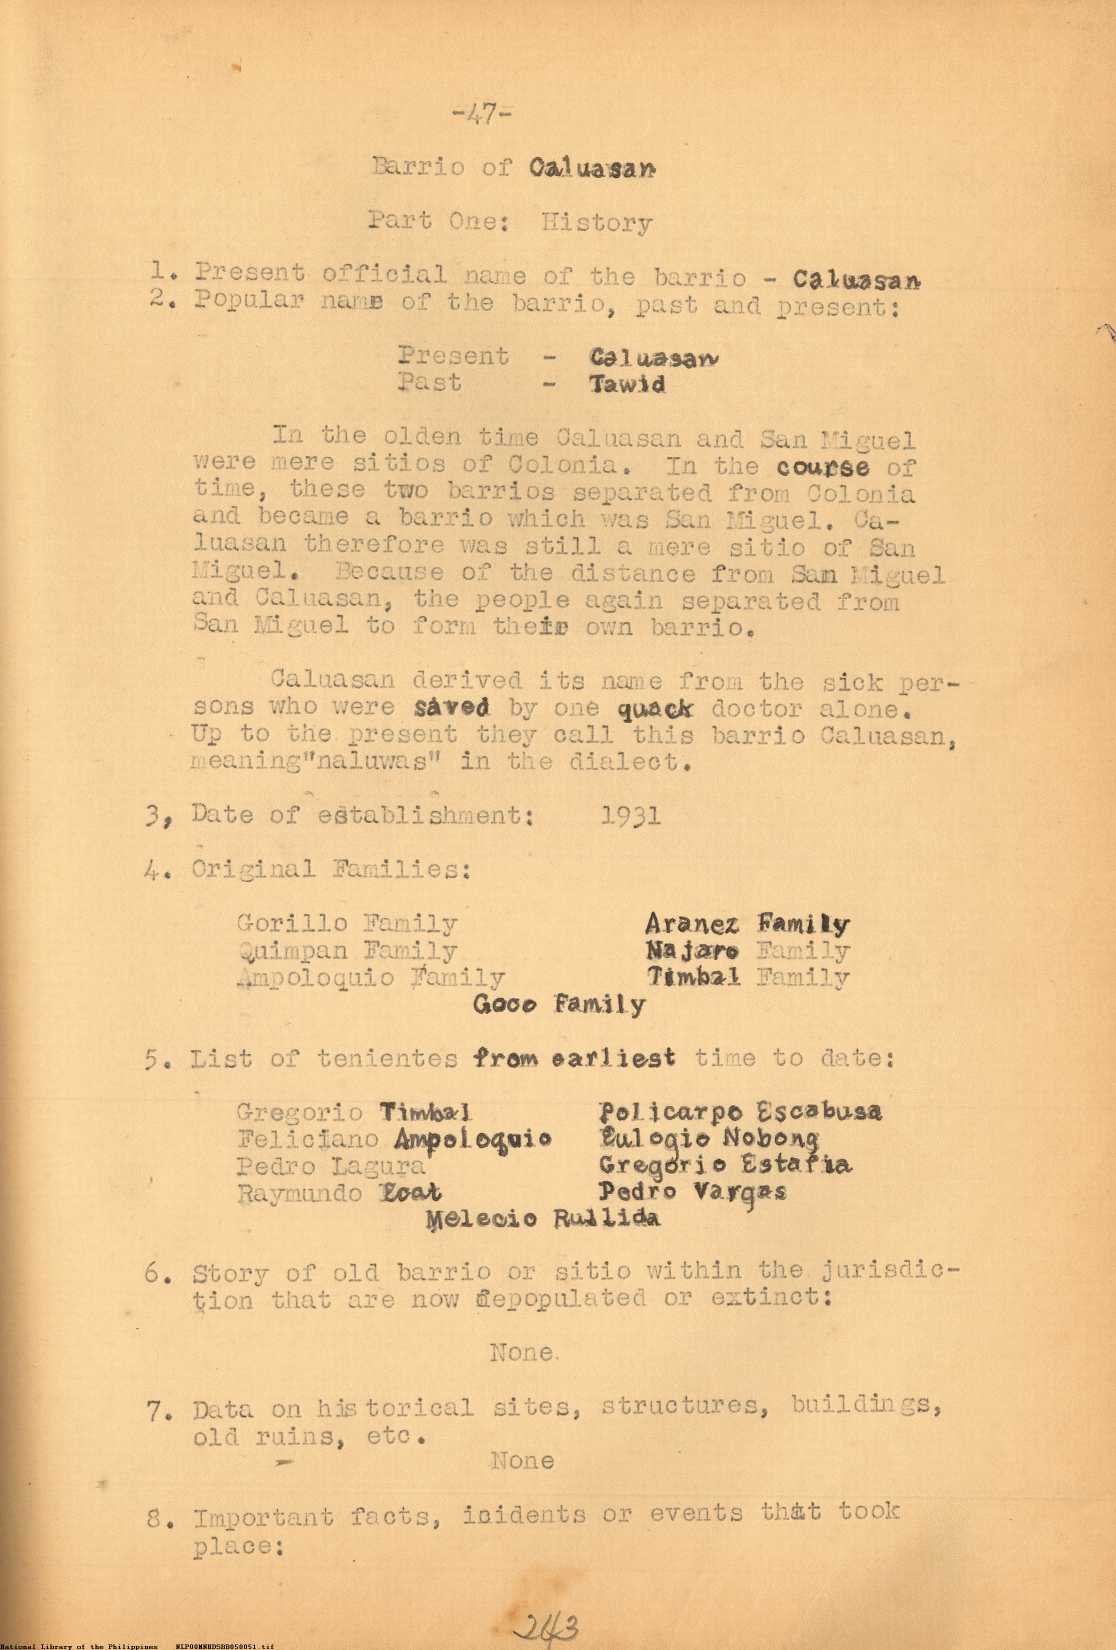 -47-
Barrio of Caluasan
Part One: History
1. Present official name of the barrio - Caluasan
2. Popular name of the barrio, past and present:
Present - Caluasan
Past - Tawid
In the olden time Caluasan and San Miguel
were mere sitios of Colonia. In the course of
time, these two barrios separated from Colonia
and became a barrio which was San Miguel. Ca-
luasan therefore was still a mere sitio of San
Miguel. Because of the distance from San Miguel
and Caluasan, the people again separated from
San Miguel to form their own barrio.
Caluasan derived its name from the sick per-
sons who were saved by one quack doctor alone.
Up to the present they call this barrio Caluasan,
meaning"naluwas" in the dialect.
3, Date of establishment: 1931
4. Original Families:
Gorillo Family Aranez Family
Quimpan Family Najaro Family
Ampoloquio Family Timbal Family
Goco Family
5. List of tenientes from earliest time to date:
Gregorio Timbal Policarpo Escabusa
Feliciano Ampoloquio Eulogio Nobong
Pedro Lagura Gregorio Estafia
Raymundo Ecat Pedro Vargas
Melecio Rullida
6. Story of old barrio or sitio within the jurisdic-
tion that are now depopulated or extinct:
None.
7. Data on historical sites, structures, buildings,
old ruins, etc.
None
8. Important facts, icidents or events that took
place:
243
National Library of the Philippines NLPOOMNHDSBB050051.tif